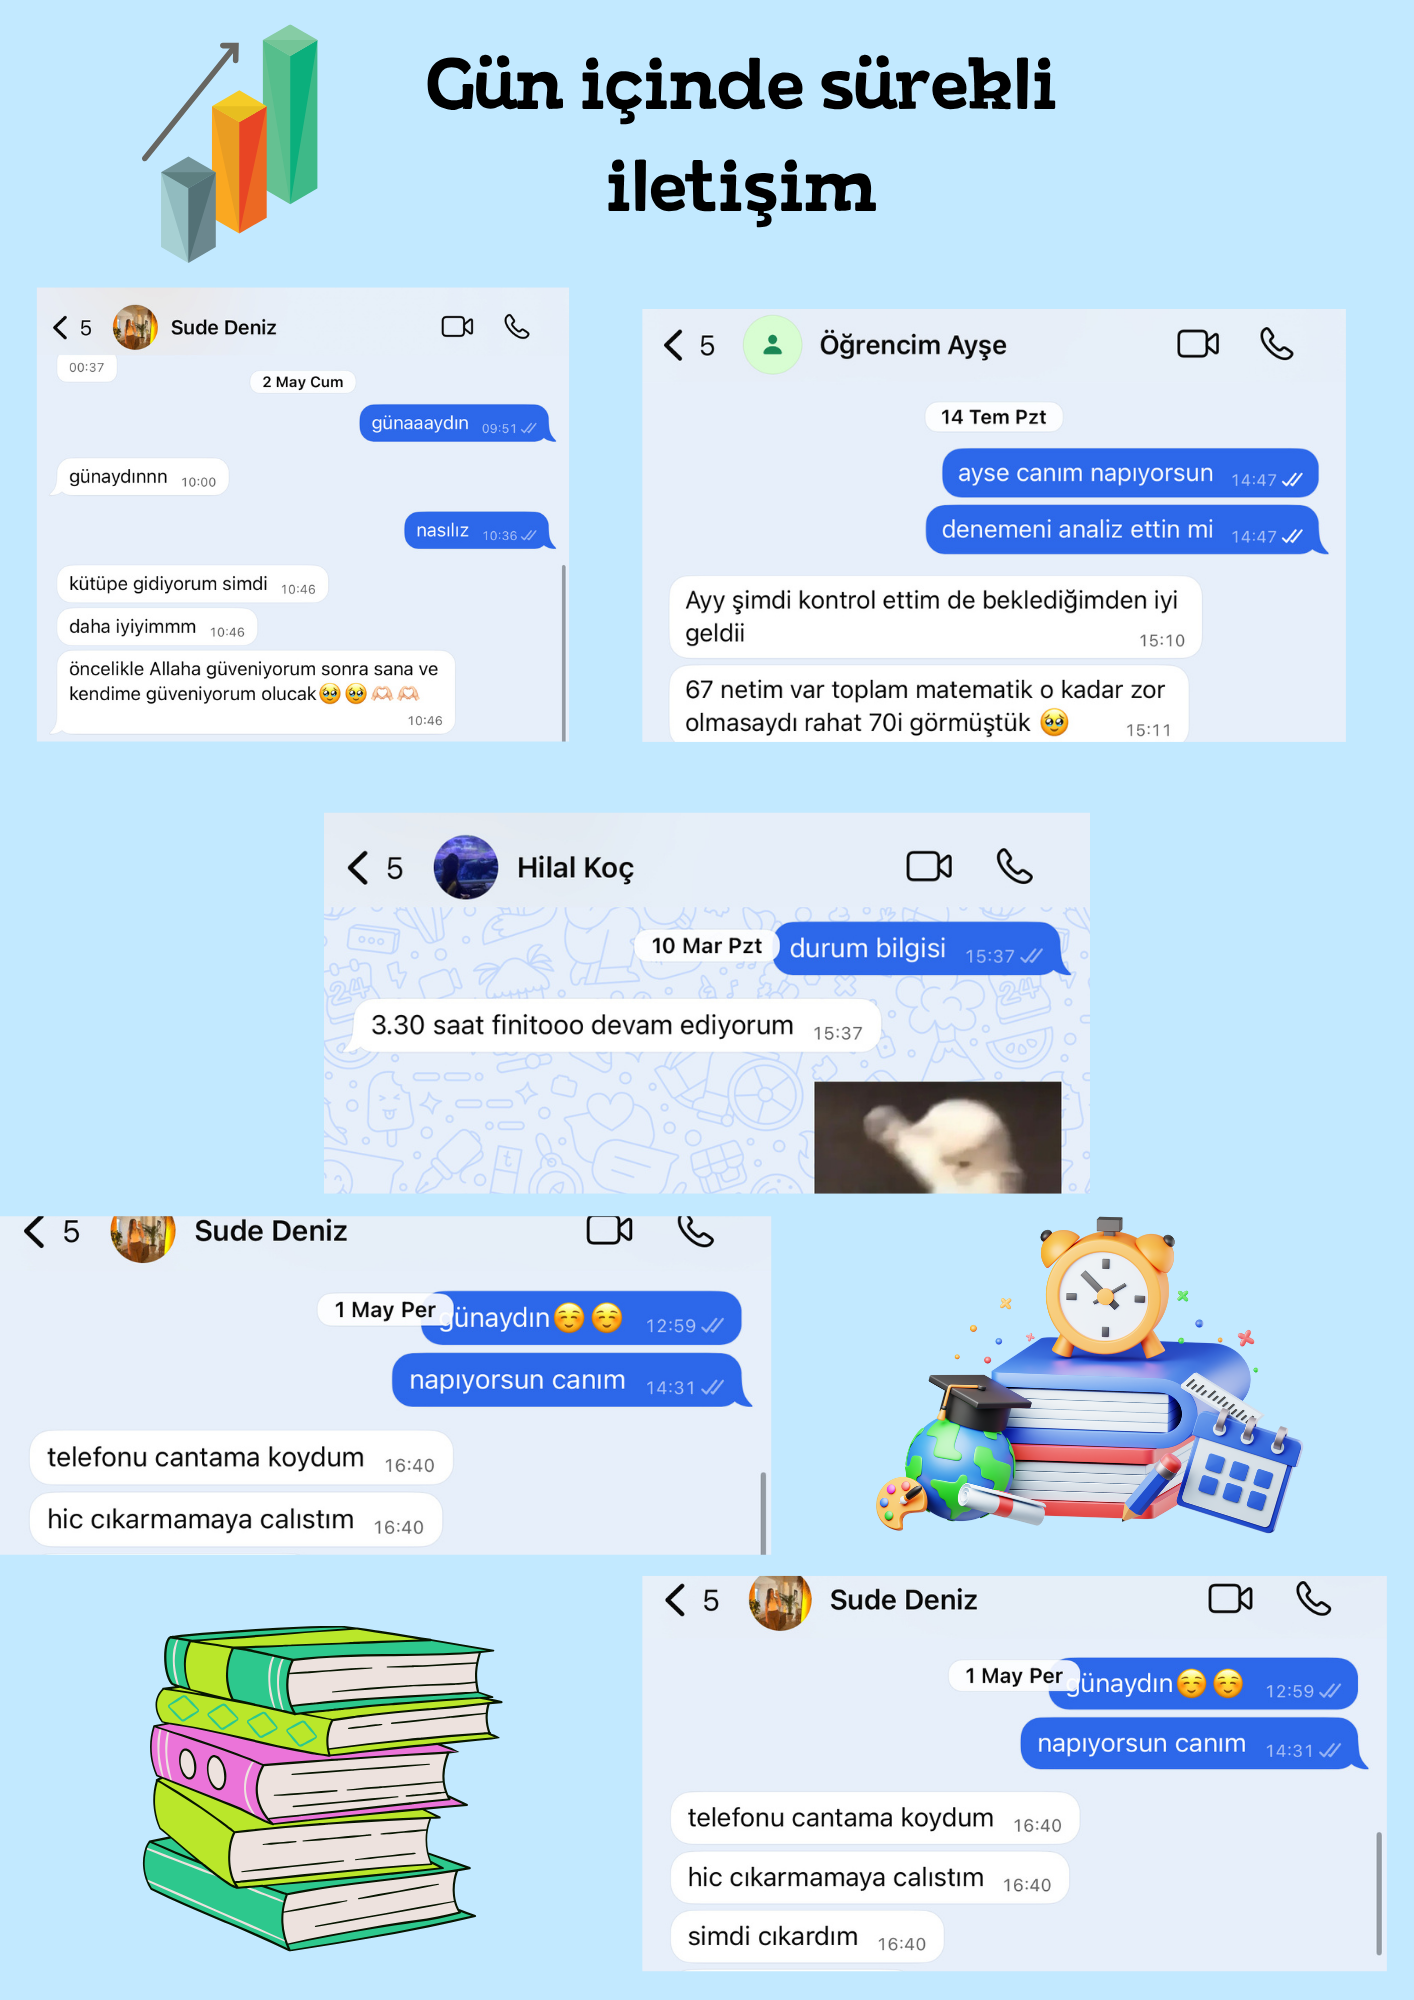 Gün içinde sürekli
iletişim
5 Sude Deniz
00:37
2 May Cum
günaaaydın 09:51
günaydınnn 10:00
nasılız 10:36
kütüpe gidiyorum simdi 10:46
daha iyiyimmm 10:46
öncelikle Allaha güveniyorum sonra sana ve
kendime güveniyorum olucak🥹🥹🫶🏻🫶🏻
10:46
5 Öğrencim Ayşe
14 Tem Pzt
ayse canım napıyorsun 14:47
denemeni analiz ettin mi 14:47
Ayy şimdi kontrol ettim de beklediğimden iyi
geldii 15:10
67 netim var toplam matematik o kadar zor
olmasaydı rahat 70i görmüştük 🥹 15:11
5 Hilal Koç
10 Mar Pzt
durum bilgisi 15:37
3.30 saat finitooo devam ediyorum 15:37
5 Sude Deniz
1 May Per
günaydın☺️☺️ 12:59
napıyorsun canım 14:31
telefonu cantama koydum 16:40
hic cıkarmamaya calıstım 16:40
5 Sude Deniz
1 May Per
günaydın☺️☺️ 12:59
napıyorsun canım 14:31
telefonu cantama koydum 16:40
hic cıkarmamaya calıstım 16:40
simdi cıkardım 16:40